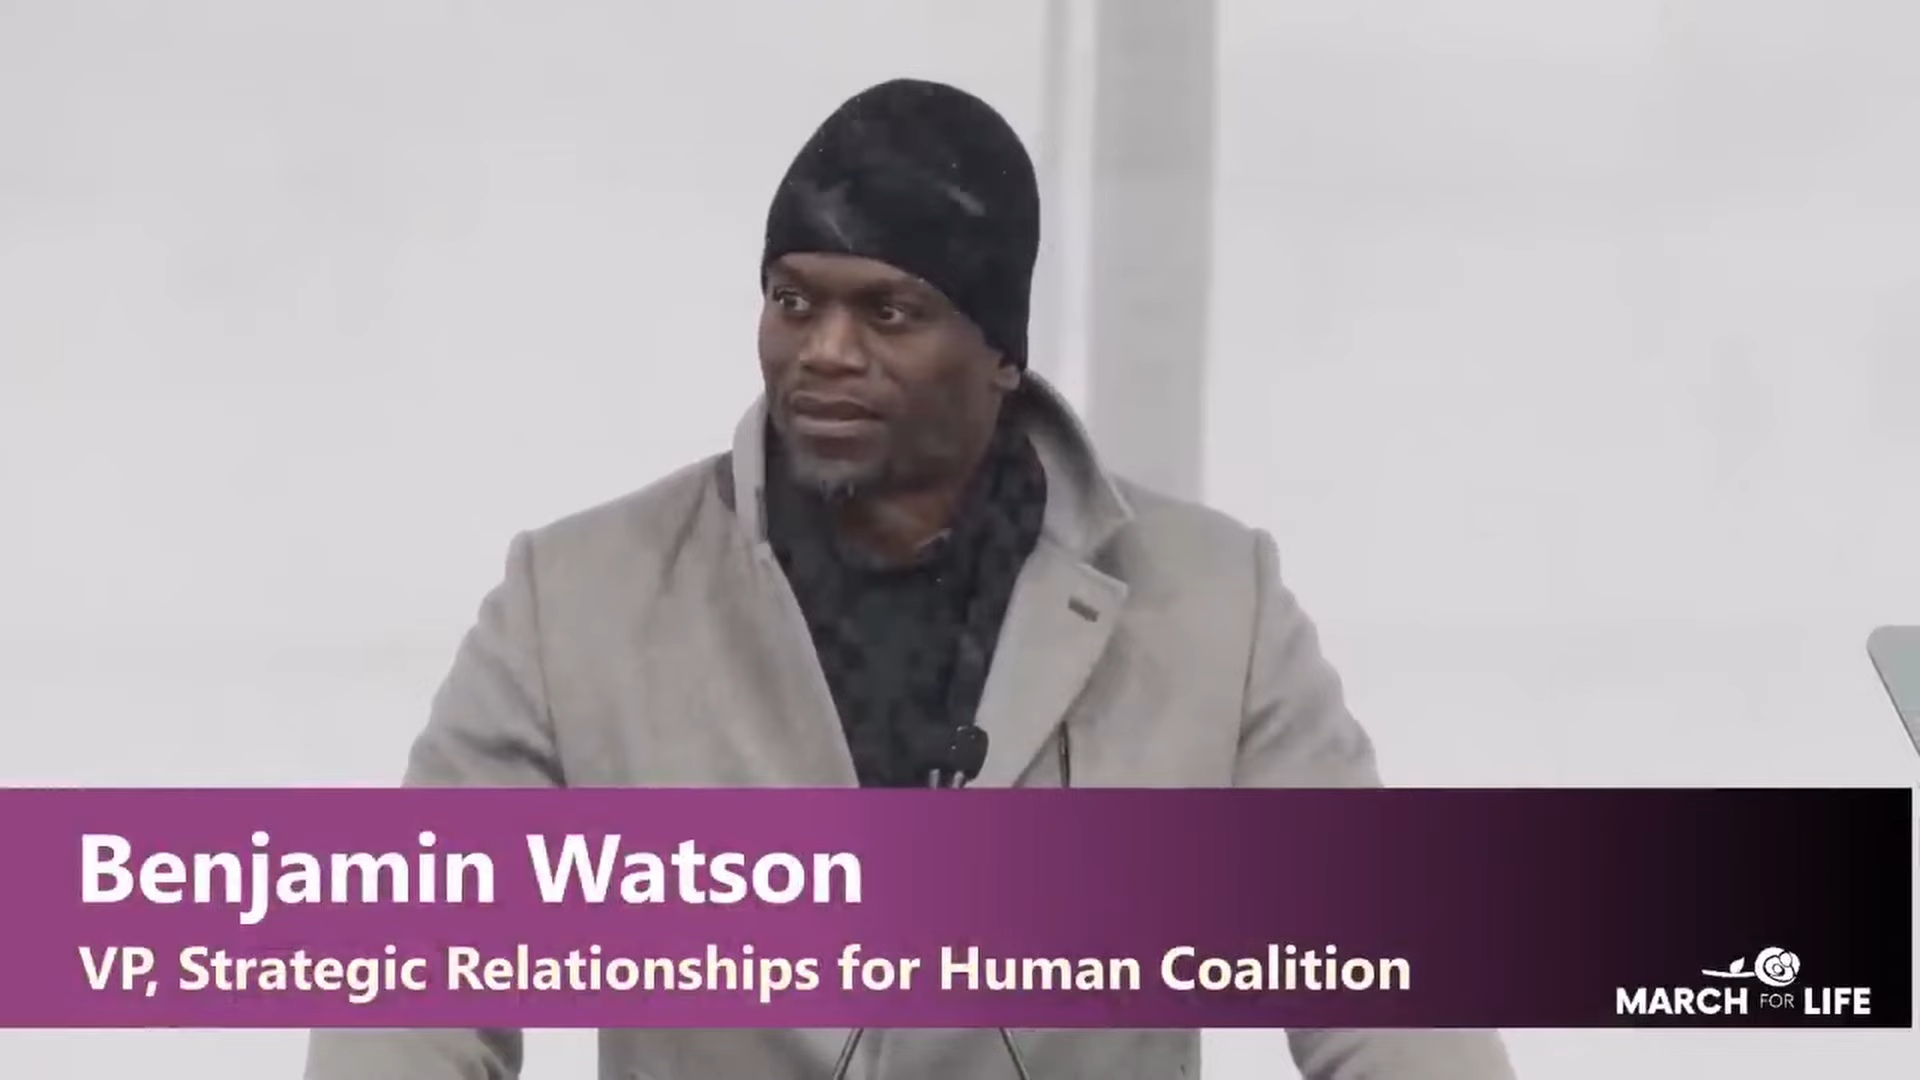 Benjamin Watson
VP, Strategic Relationships for Human Coalition
MARCH FOR LIFE